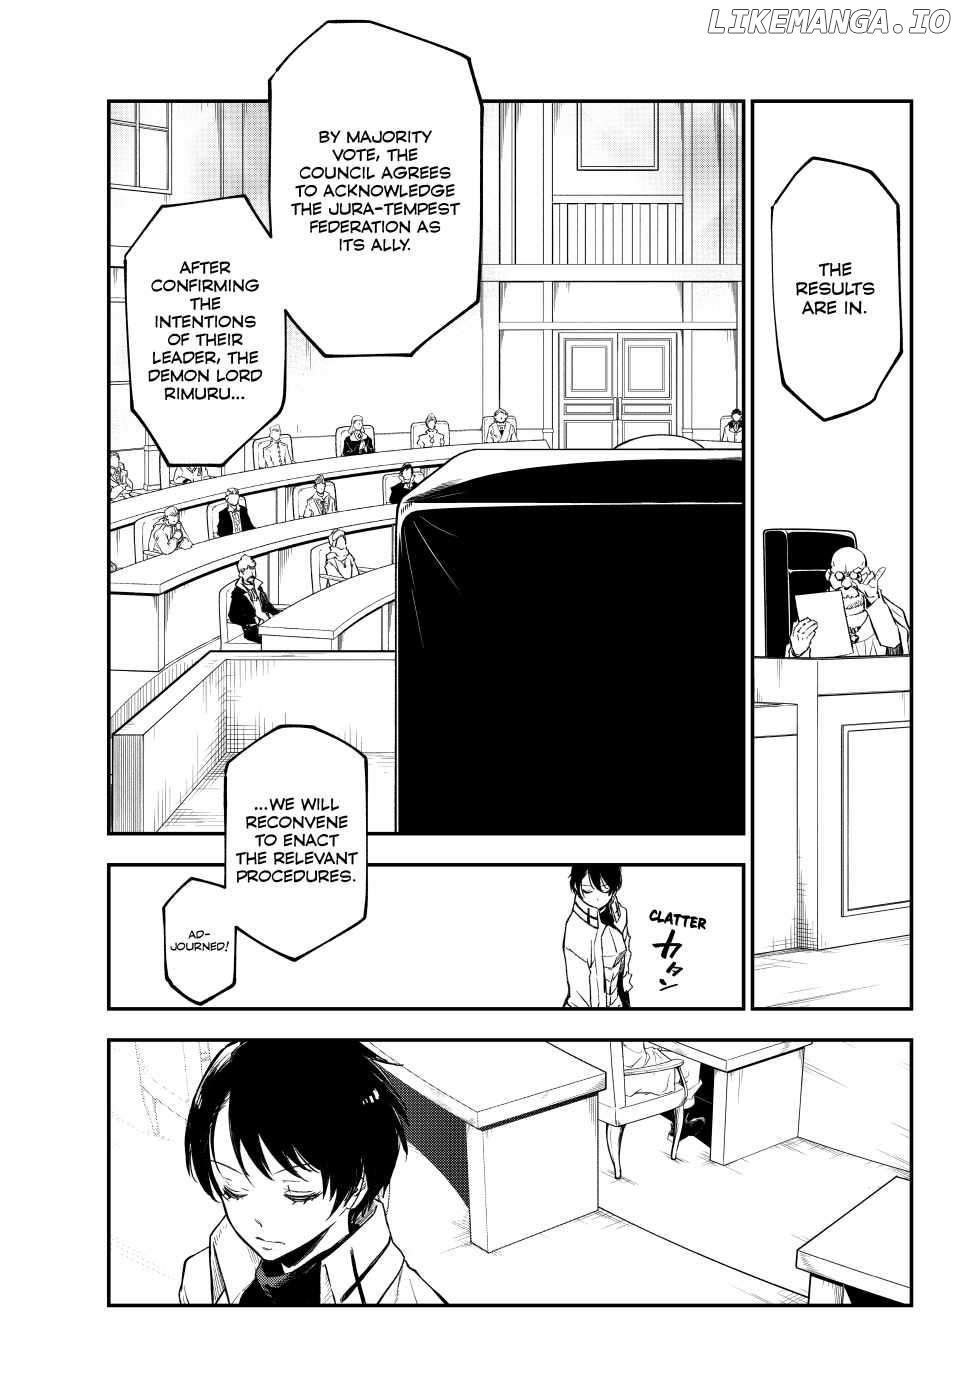 LIKEMANGA.IO
THE
RESULTS
ARE IN.
BY MAJORITY
VOTE, THE
COUNCIL AGREES
TO ACKNOWLEDGE
THE JURA-TEMPEST
FEDERATION AS
ITS ALLY.
AFTER
CONFIRMING
THE
INTENTIONS
OF THEIR
LEADER, THE
DEMON LORD
RIMURU...
...WE WILL
RECONVENE
TO ENACT
THE RELEVANT
PROCEDURES.
AD-
JOURNED!
CLATTER
カタン